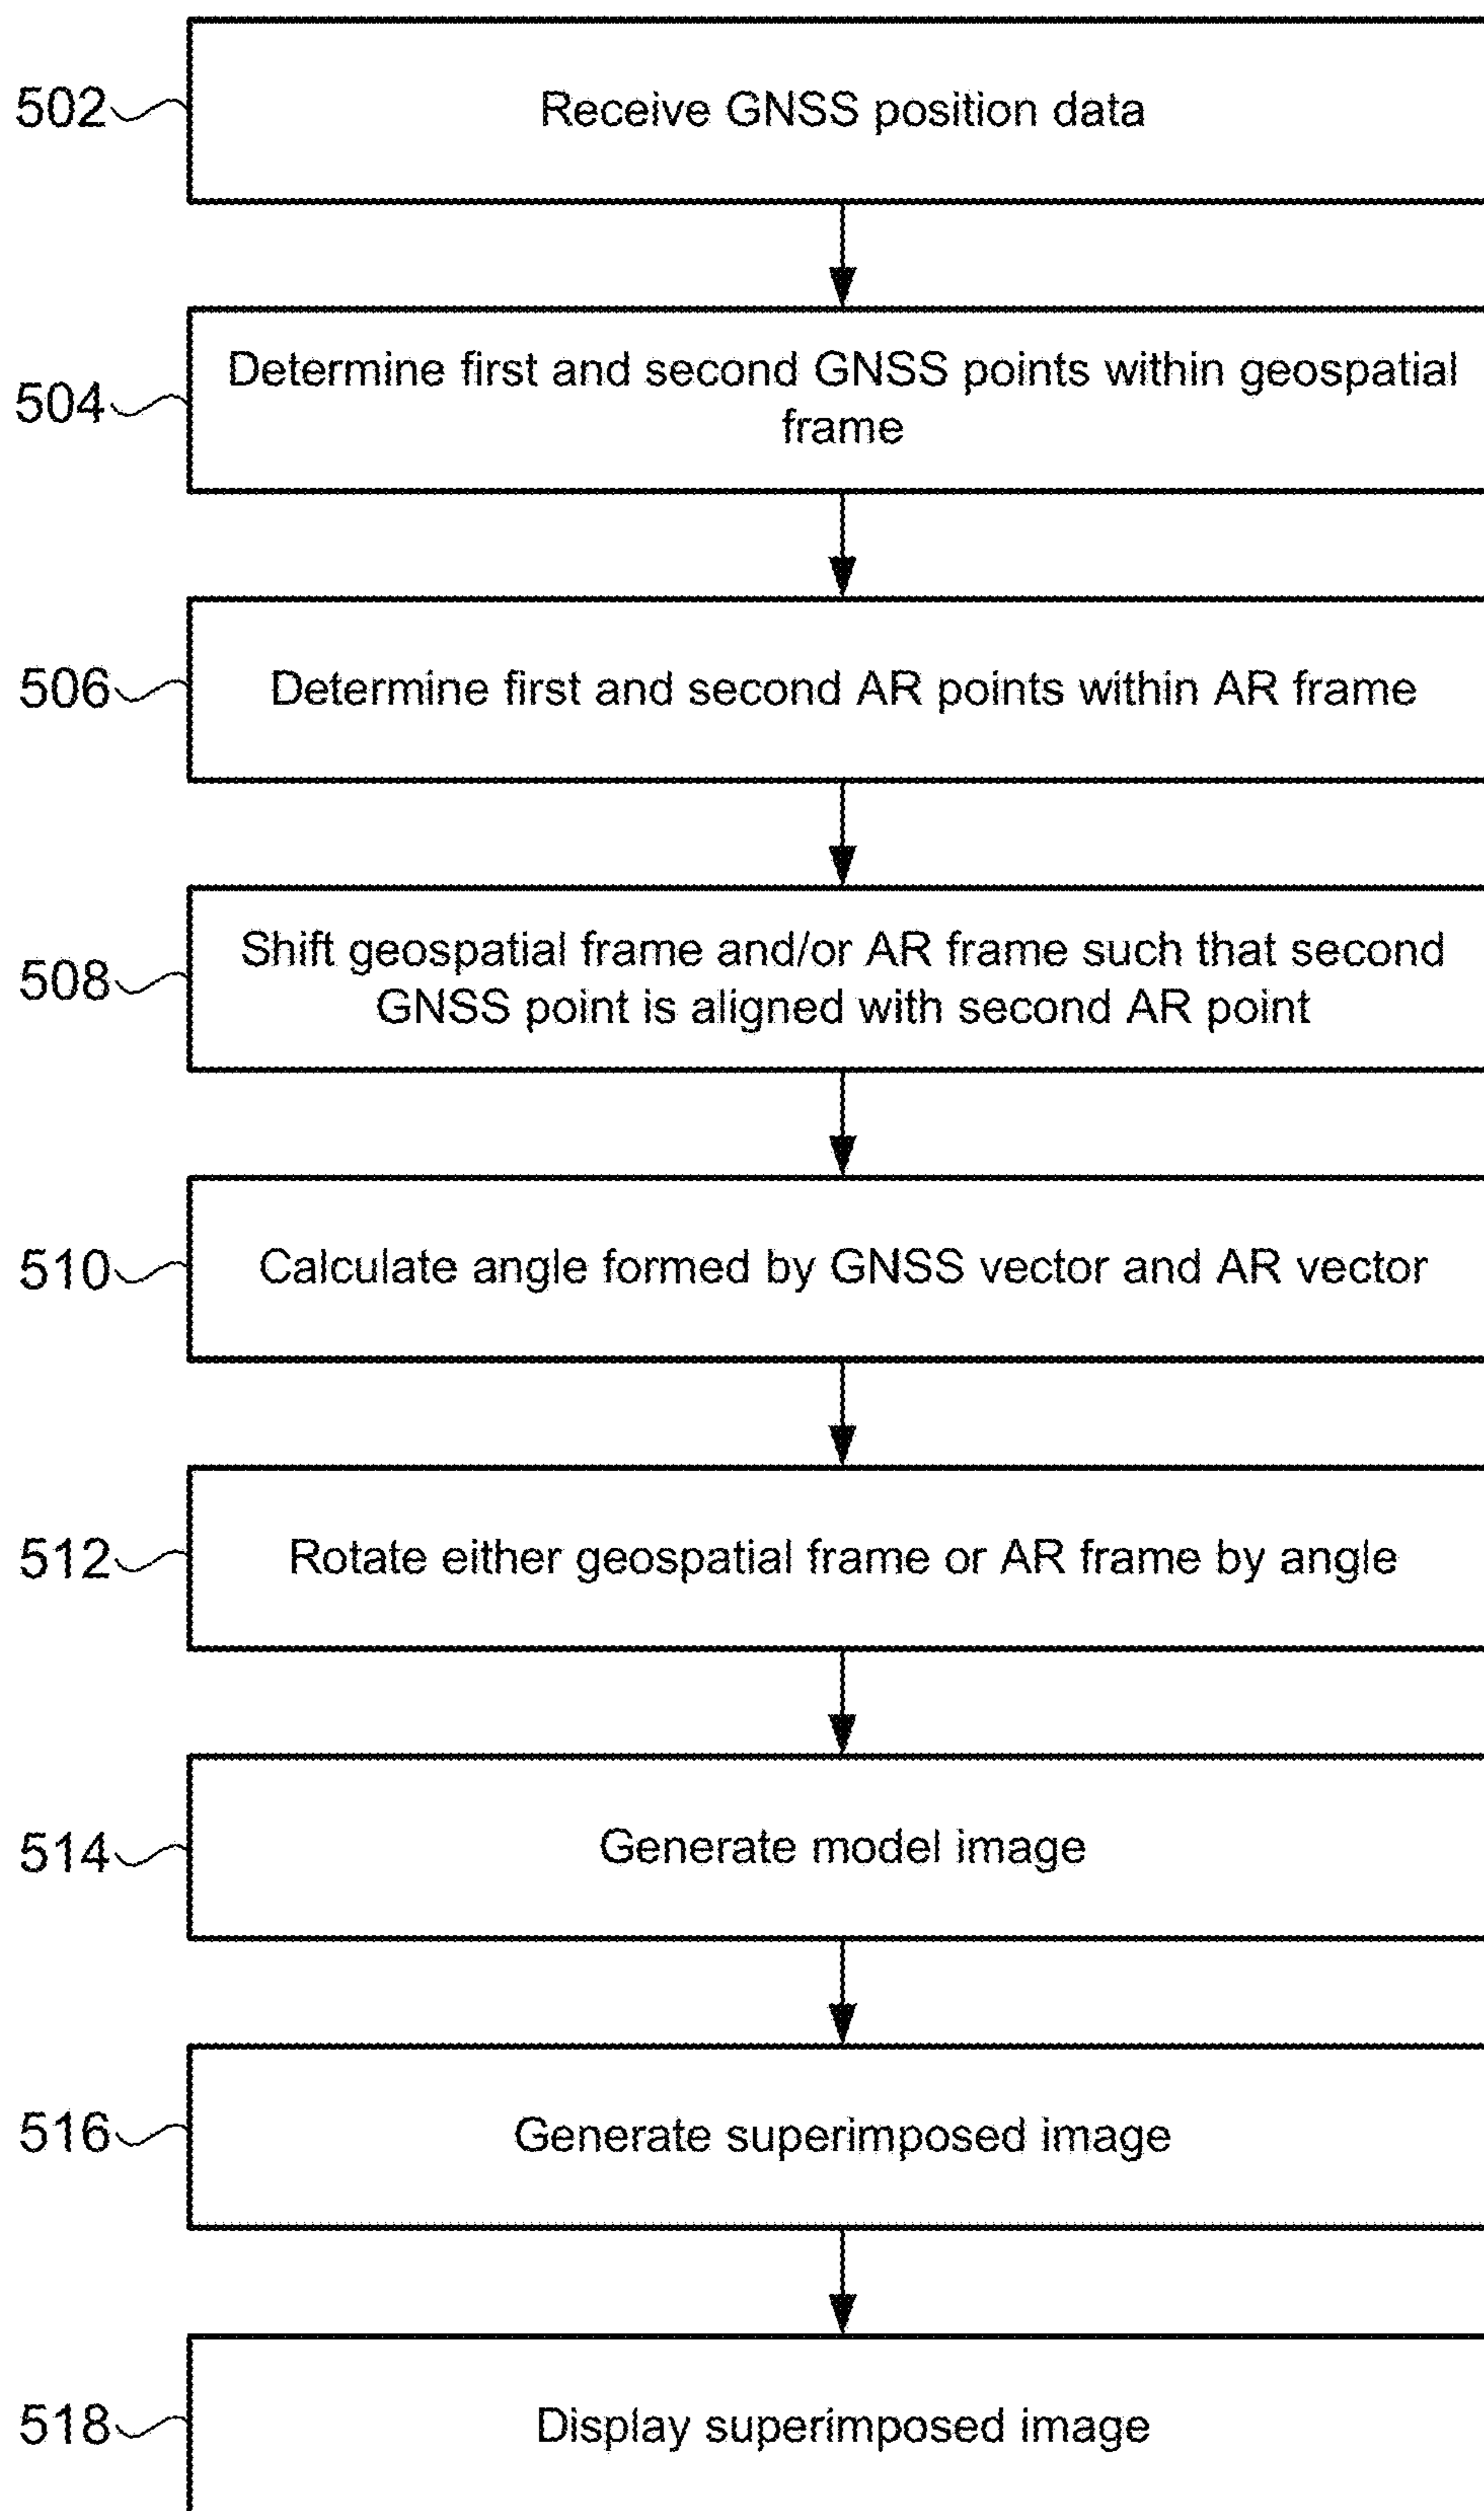 502
Receive GNSS position data
504
Determine first and second GNSS points within geospatial
frame
506
Determine first and second AR points within AR frame
508
Shift geospatial frame and/or AR frame such that second
GNSS point is aligned with second AR point
510
Calculate angle formed by GNSS vector and AR vector
512
Rotate either geospatial frame or AR frame by angle
514
Generate model image
516
Generate superimposed image
518
Display superimposed image